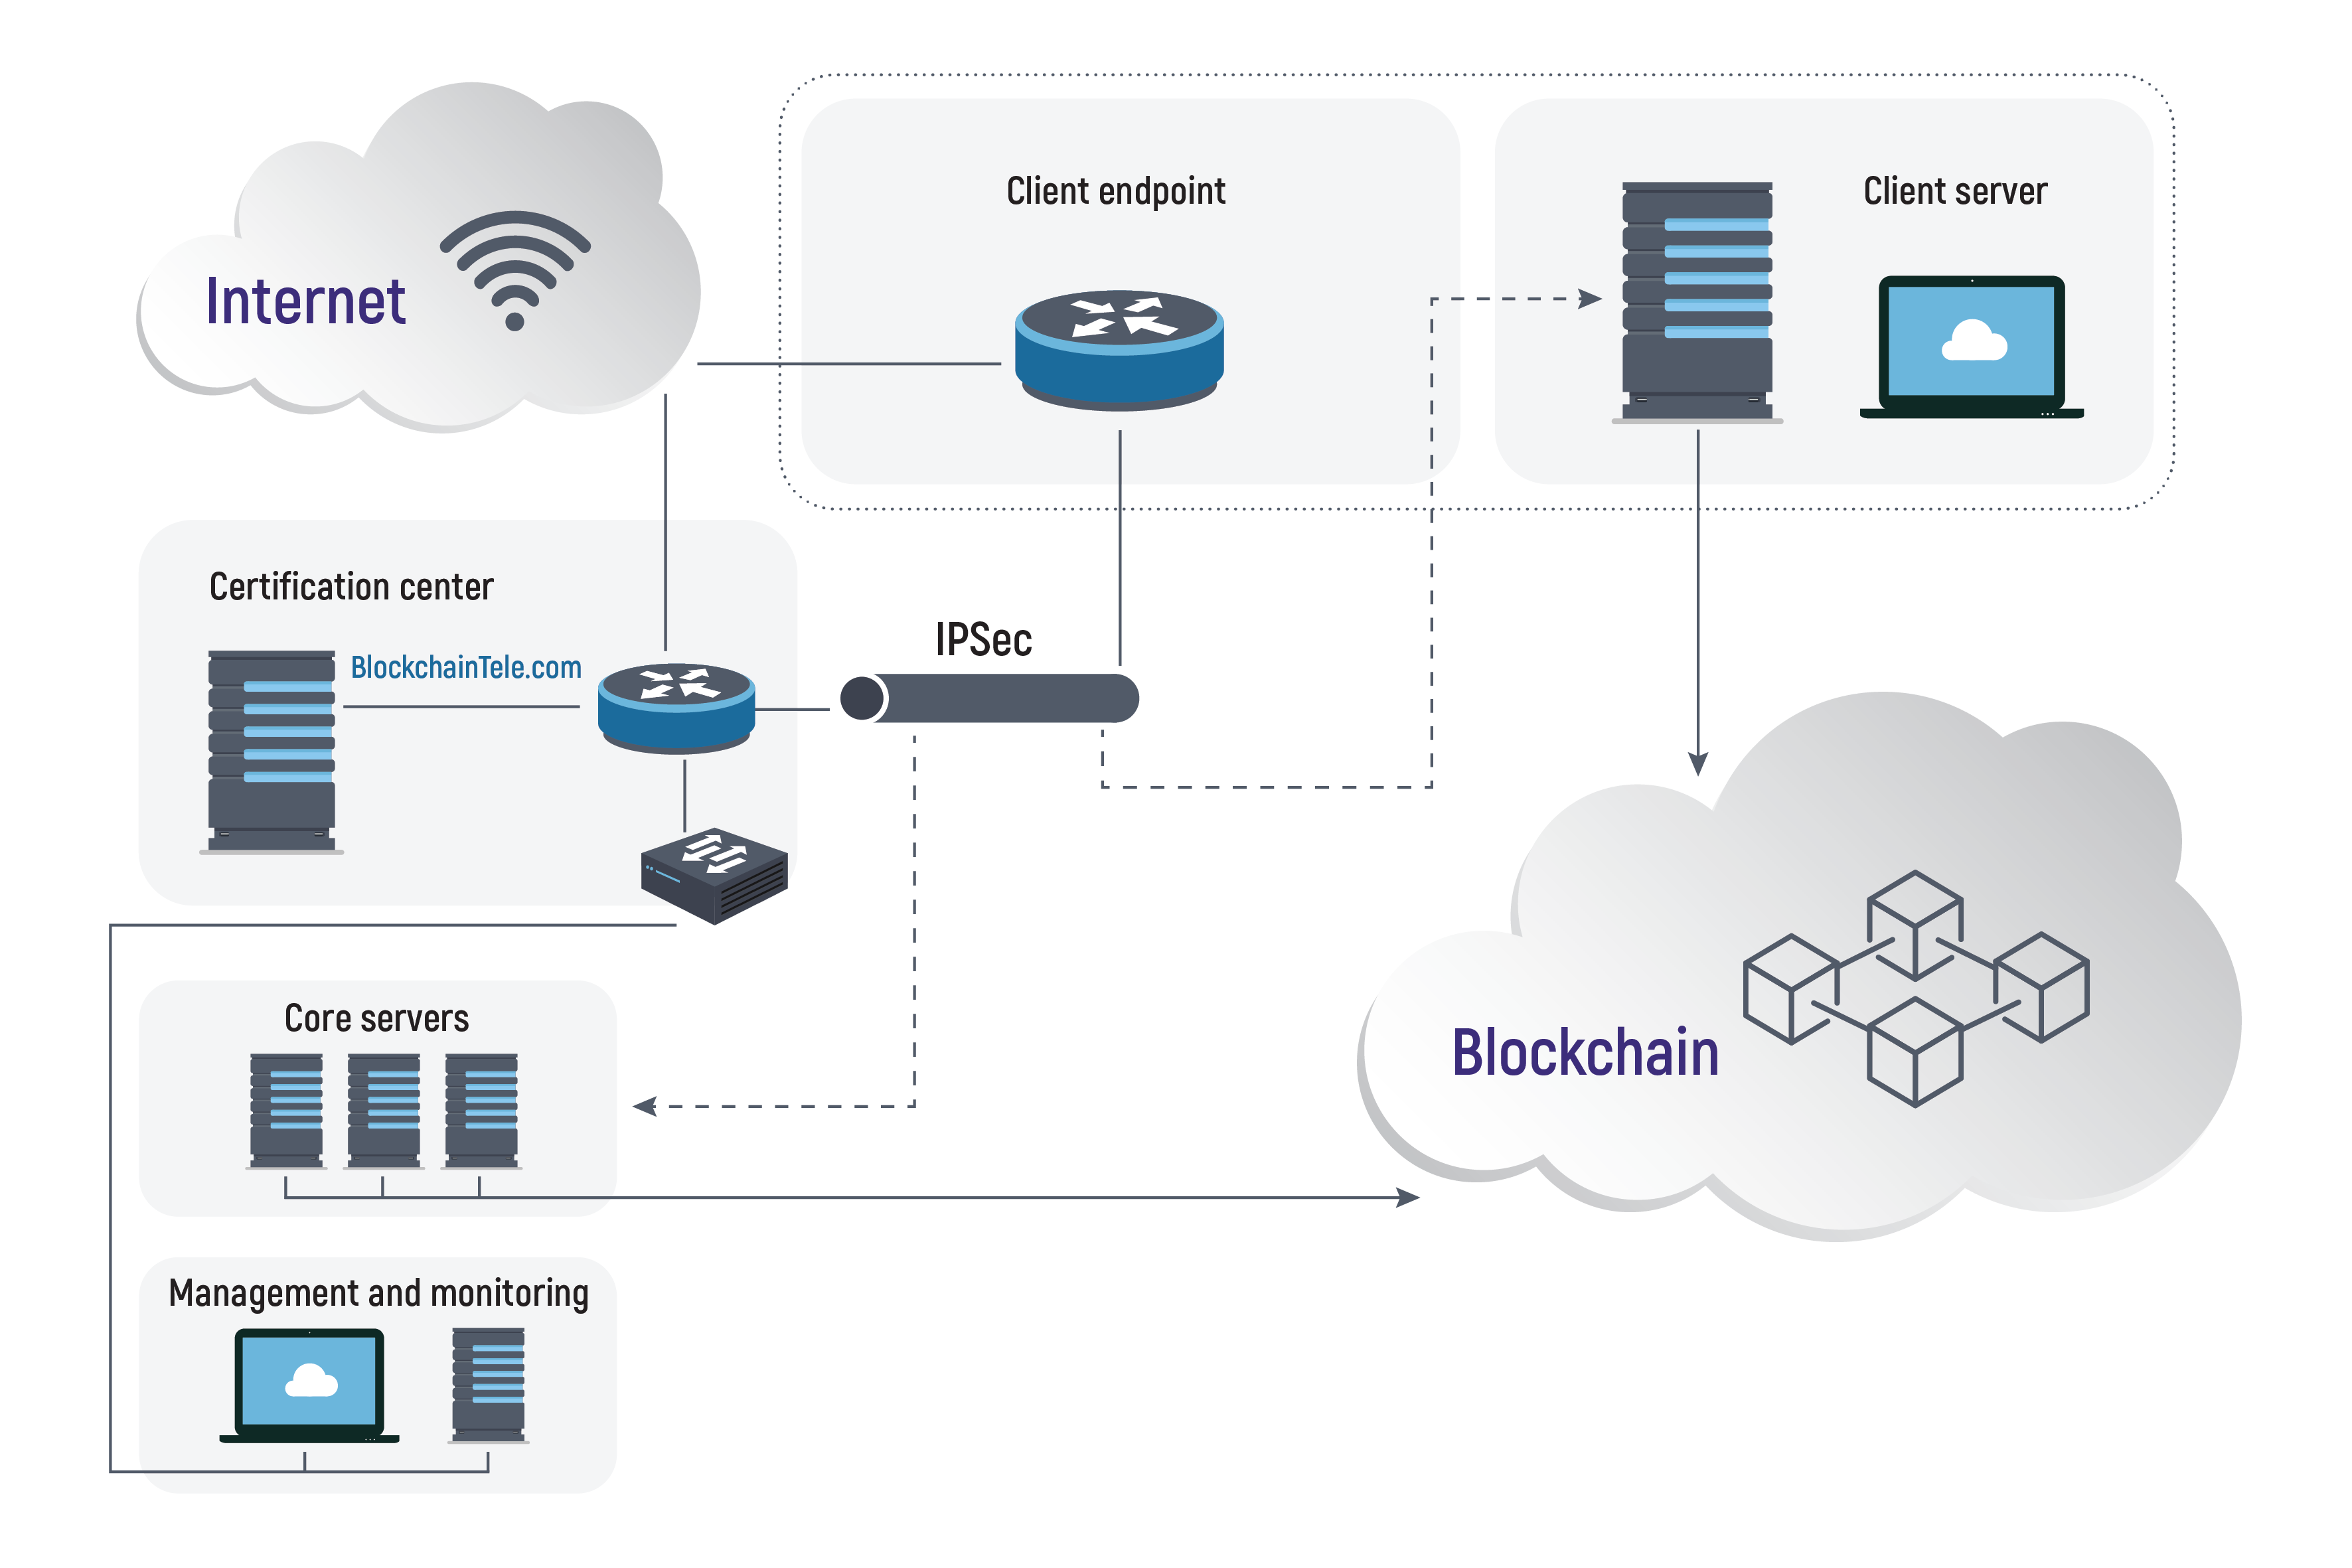 Internet
Client endpoint
Client server
Certification center
BlockchainTele.com
IPSec
Core servers
Blockchain
Management and monitoring